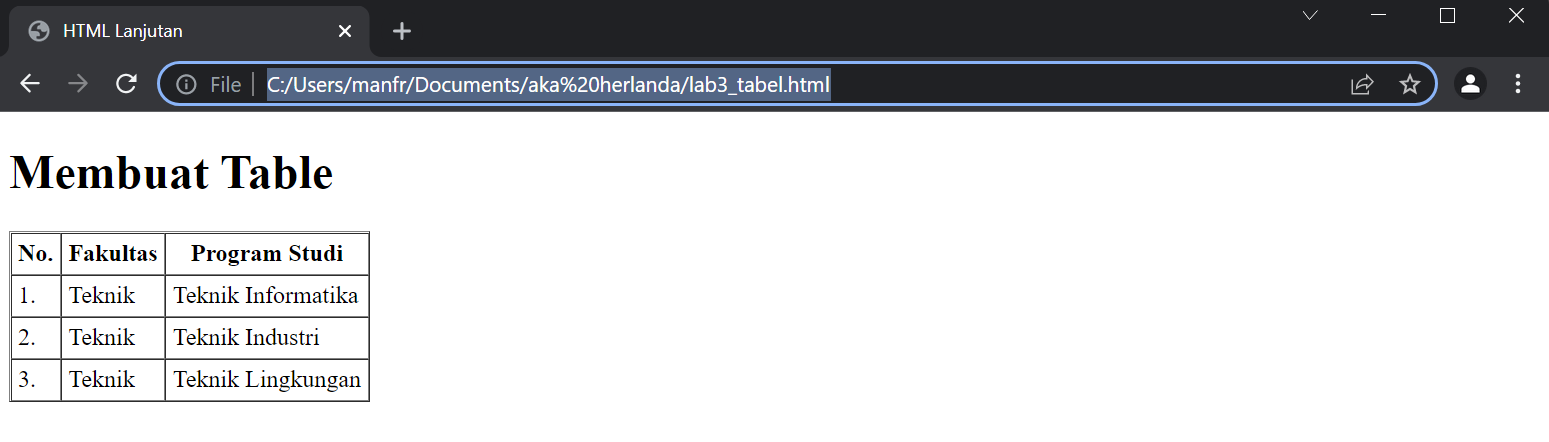 HTML Lanjutan
File C:/Users/manfr/Documents/aka%20herlanda/lab3_tabel.html
Membuat Table
No. Fakultas Program Studi
1. Teknik Teknik Informatika
2. Teknik Teknik Industri
3. Teknik Teknik Lingkungan